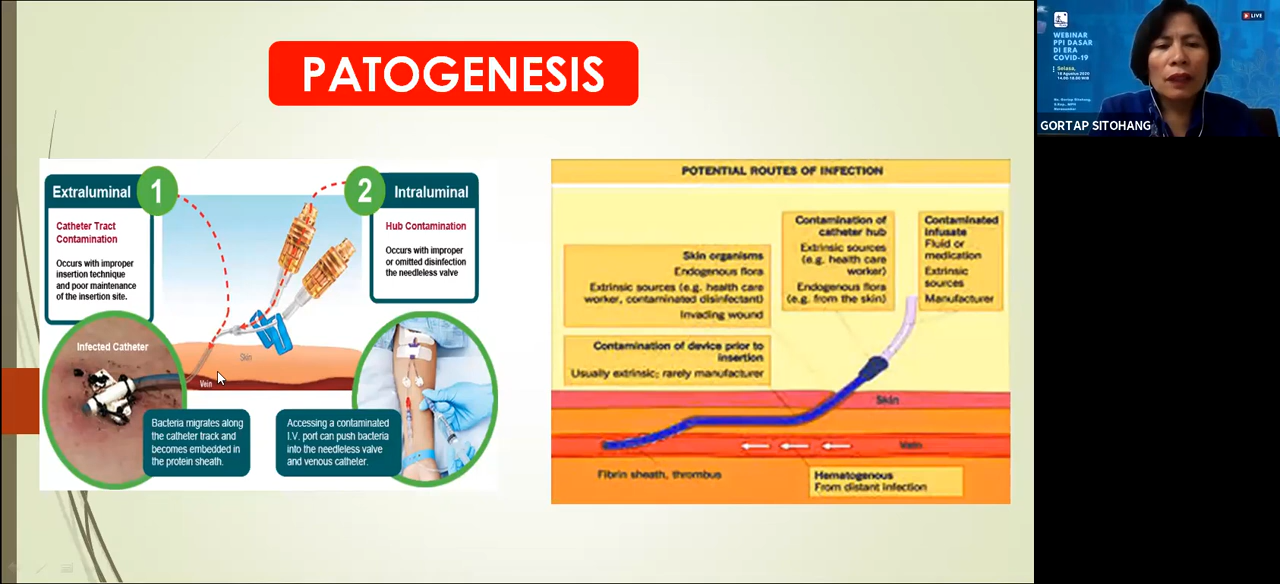 PATOGENESIS
Extraluminal
1
Catheter Tract
Contamination
Occurs with improper
insertion technique
and poor maintenance
of the insertion site.
2
Intraluminal
Hub Contamination
Occurs with improper
or omitted disinfection
the needleless valve
Infected Catheter
Skin
Vein
Bacteria migrates along
the catheter track and
becomes embedded in
the protein sheath.
Accessing a contaminated
I.V. port can push bacteria
into the needleless valve
and venous catheter.
POTENTIAL ROUTES OF INFECTION
Skin organisms
Endogenous flora
Extrinsic sources (e.g. health care
worker, contaminated disinfectant)
Invading wound
Contamination of
catheter hub
Extrinsic sources
(e.g. health care
worker)
Endogenous flora
(e.g. from the skin)
Contaminated
infusate
Fluid or
medication
Extrinsic
sources
Manufacturer
Contamination of device prior to
insertion
Usually extrinsic; rarely manufacturer
Skin
Vein
Fibrin sheath, thrombus
Hematogenous
From distant infection
LIVE
WEBINAR
PPI DASAR
DI ERA
COVID-19
Selasa,
GORTAP SITOHANG